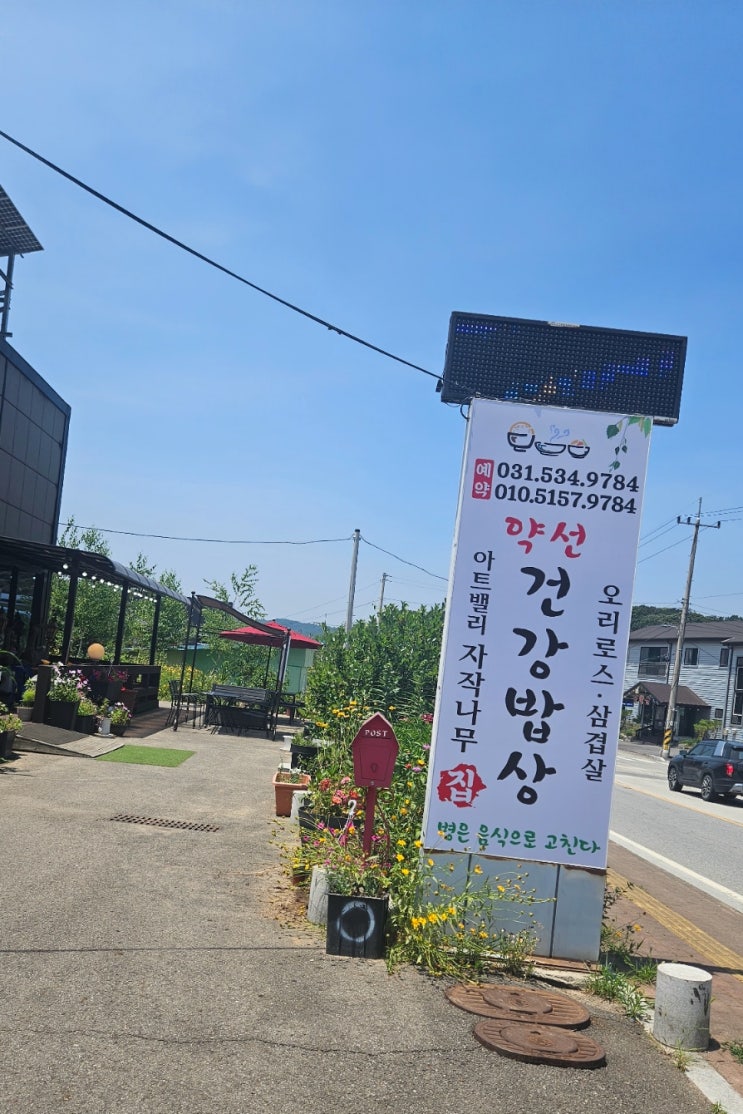 예약
031.534.9784
010.5157.9784
약선
건강밥상
아트밸리 자작나무
집
오리로스·삼겹살
병은 음식으로 고친다
POST